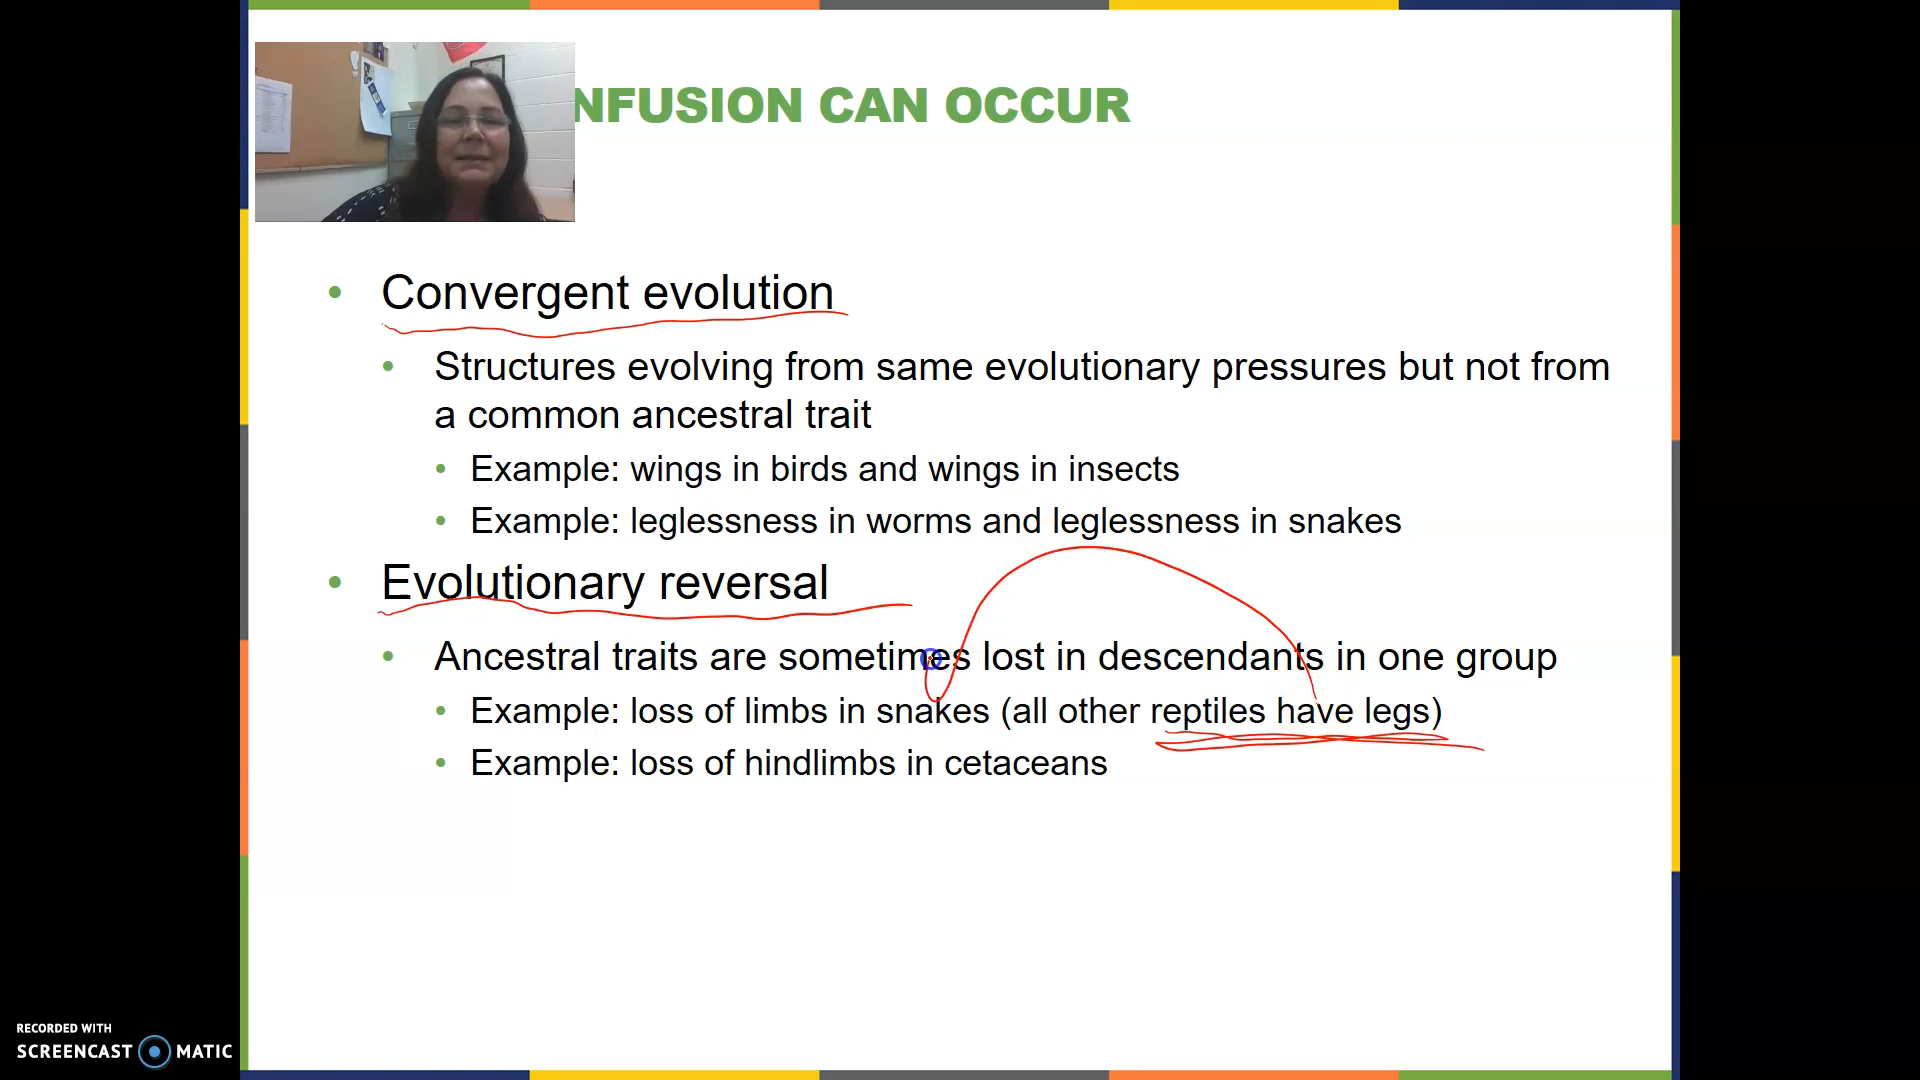 NFUSION CAN OCCUR
• Convergent evolution
• Structures evolving from same evolutionary pressures but not from
a common ancestral trait
• Example: wings in birds and wings in insects
• Example: leglessness in worms and leglessness in snakes
• Evolutionary reversal
• Ancestral traits are sometimes lost in descendants in one group
• Example: loss of limbs in snakes (all other reptiles have legs)
• Example: loss of hindlimbs in cetaceans
RECORDED WITH
SCREENCAST MATIC